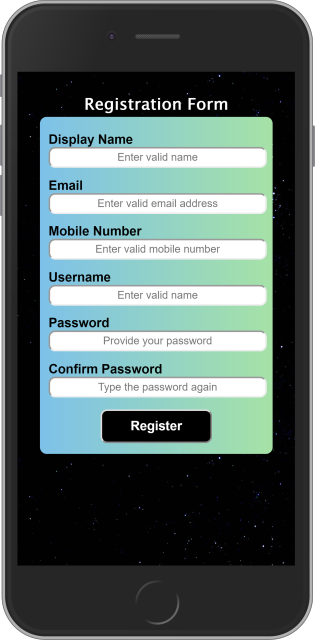 Registration Form
Display Name
Enter valid name
Email
Enter valid email address
Mobile Number
Enter valid mobile number
Username
Enter valid name
Password
Provide your password
Confirm Password
Type the password again
Register